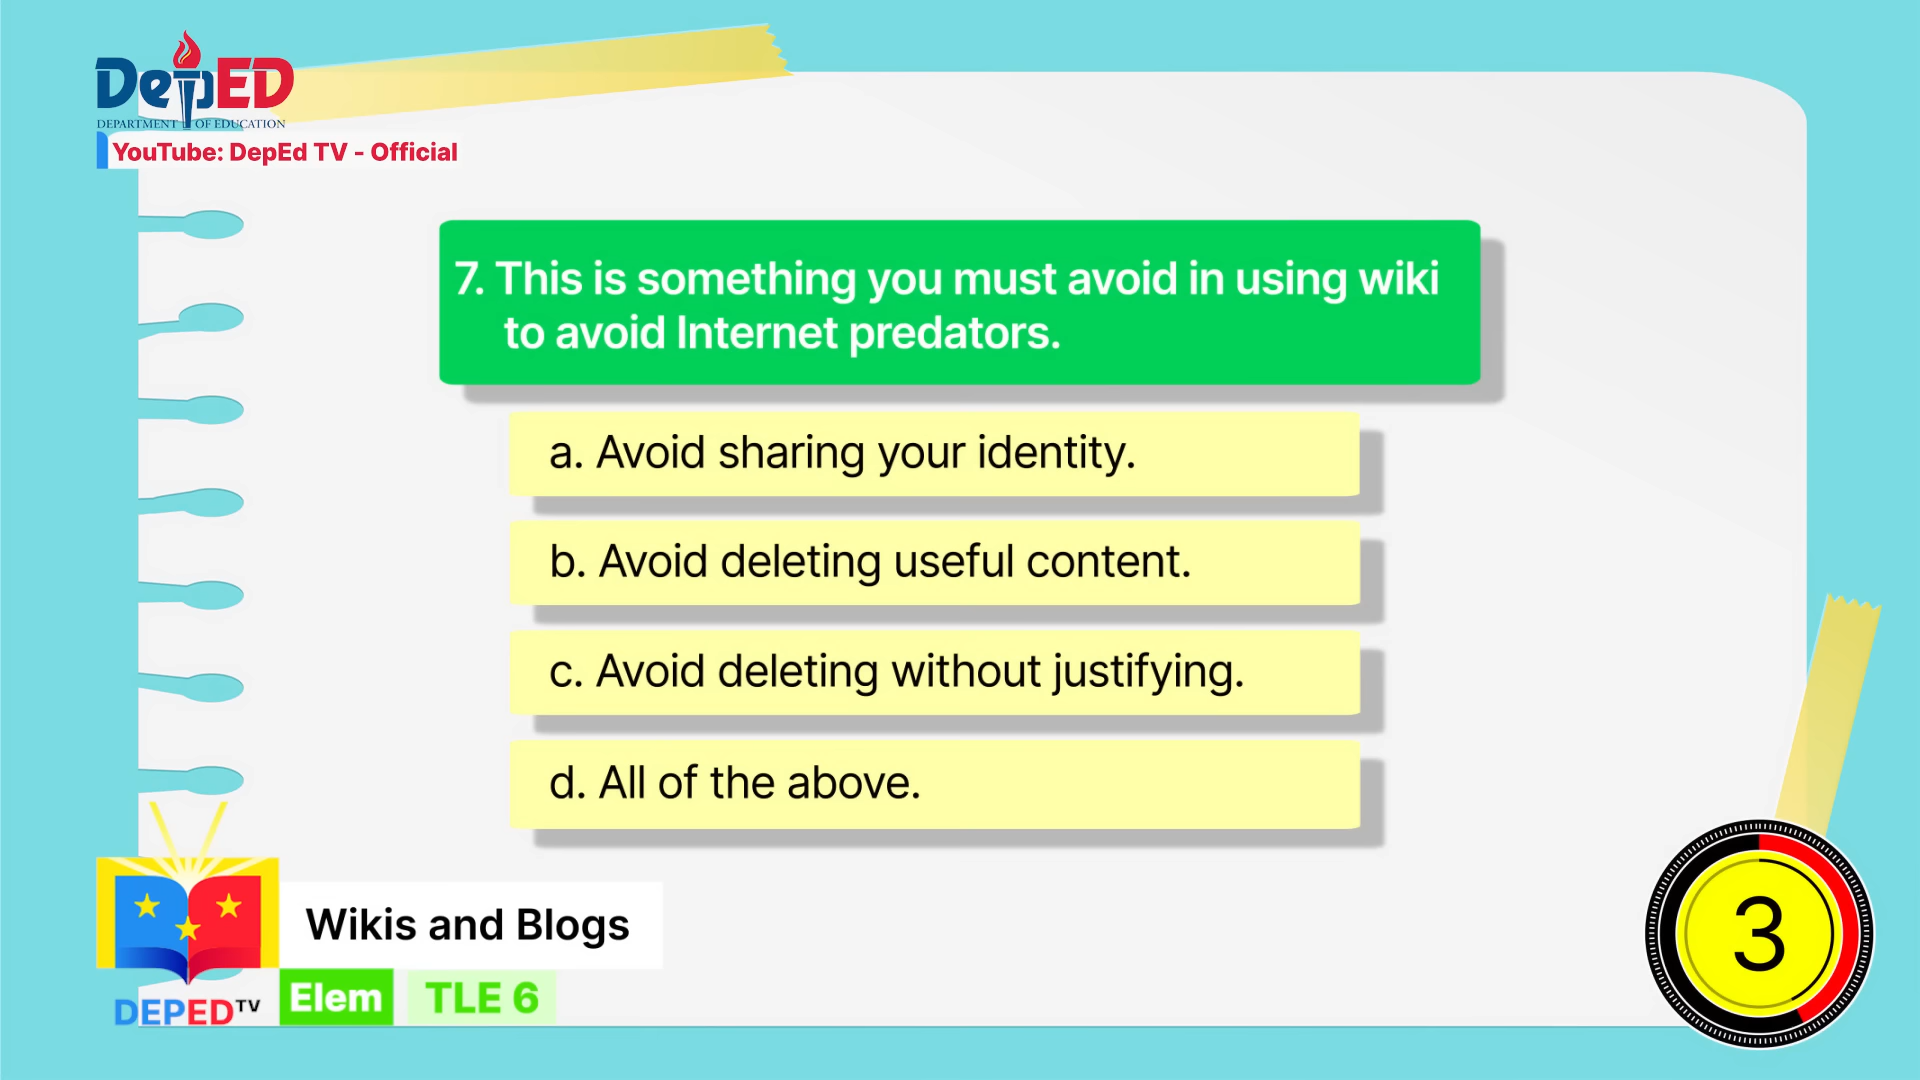 DepED
DEPARTMENT OF EDUCATION
YouTube: DepEd TV - Official
7. This is something you must avoid in using wiki
to avoid Internet predators.
a. Avoid sharing your identity.
b. Avoid deleting useful content.
c. Avoid deleting without justifying.
d. All of the above.
3
Wikis and Blogs
DEPED TV
Elem
TLE 6